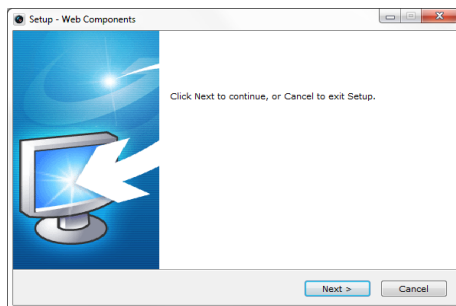 Setup - Web Components
Click Next to continue, or Cancel to exit Setup.
Next >
Cancel